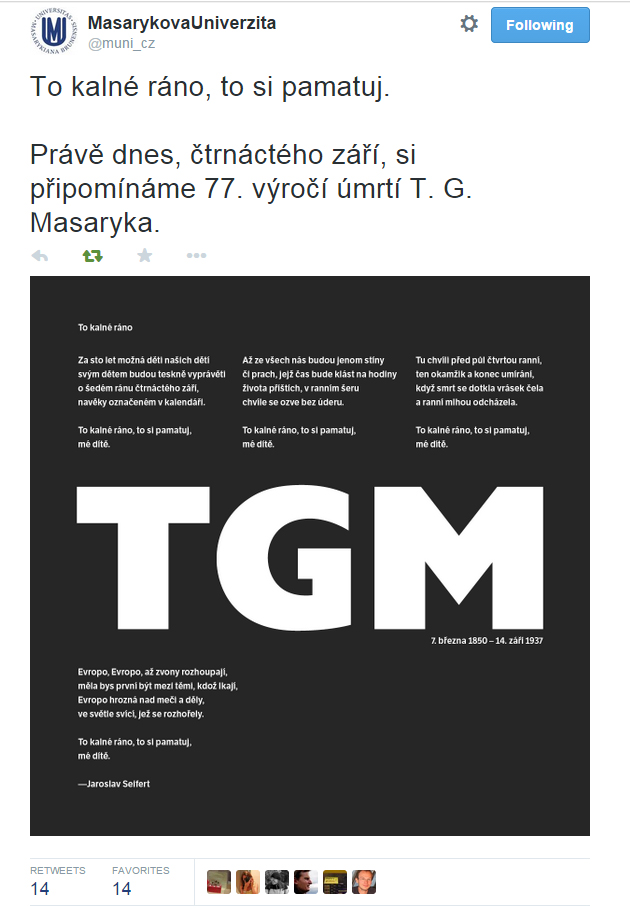 MasarykovaUniverzita
@muni_cz
Following
To kalné ráno, to si pamatuj.
Právě dnes, čtrnáctého září, si
připomínáme 77. výročí úmrtí T. G.
Masaryka.
To kalné ráno
Za sto let možná děti našich dětí
svým dětem budou teskně vyprávěti
o šedém ránu čtrnáctého září,
navěky označeném v kalendáři.
To kalné ráno, to si pamatuj,
mé dítě.
Až ze všech nás budou jenom stíny
či prach, jejž čas bude klást na hodiny
života příštích, v ranním šeru
chvíle se ozve bez úderu.
To kalné ráno, to si pamatuj,
mé dítě.
Tu chvíli před půl čtvrtou ranní,
ten okamžik a konec umírání,
když smrt se dotkla vrásek čela
a ranní mlhou odcházela.
To kalné ráno, to si pamatuj,
mé dítě.
TGM
7. března 1850 – 14. září 1937
Evropo, Evropo, až zvony rozhoupají,
měla bys první být mezi těmi, kdož lkají,
Evropo hrozná nad meči a děly,
ve světle svící, jež se rozhořely.
To kalné ráno, to si pamatuj,
mé dítě.
—Jaroslav Seifert
RETWEETS
14
FAVORITES
14